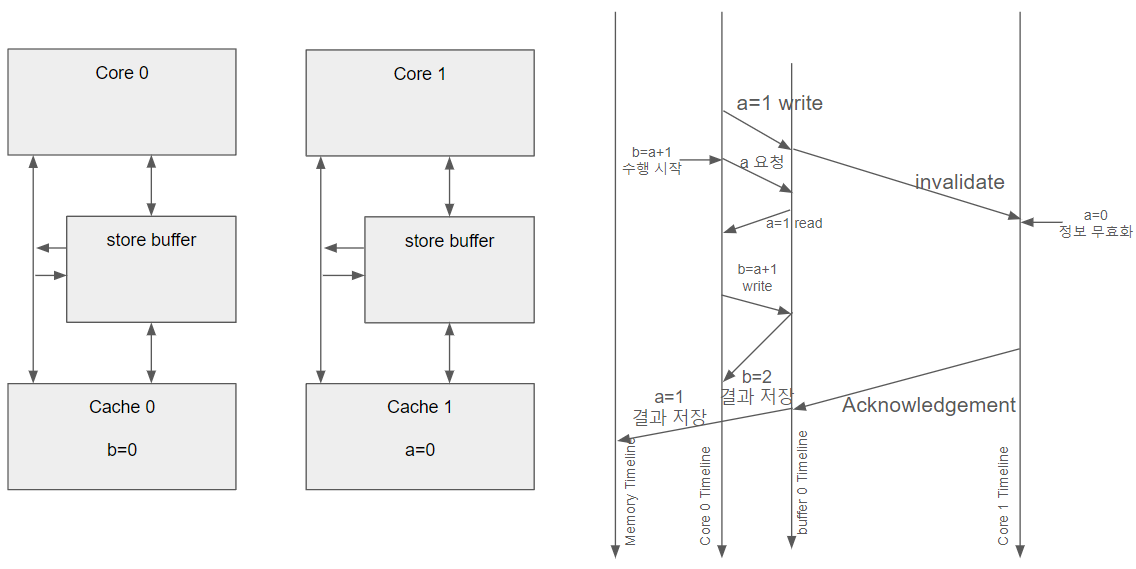 Core 0
store buffer
Cache 0
b=0
Core 1
store buffer
Cache 1
a=0
a=1 write
b=a+1
수행 시작
a 요청
invalidate
a=0
정보 무효화
a=1 read
b=a+1
write
b=2
결과 저장
a=1
결과 저장
Acknowledgement
Memory Timeline
Core 0 Timeline
buffer 0 Timeline
Core 1 Timeline